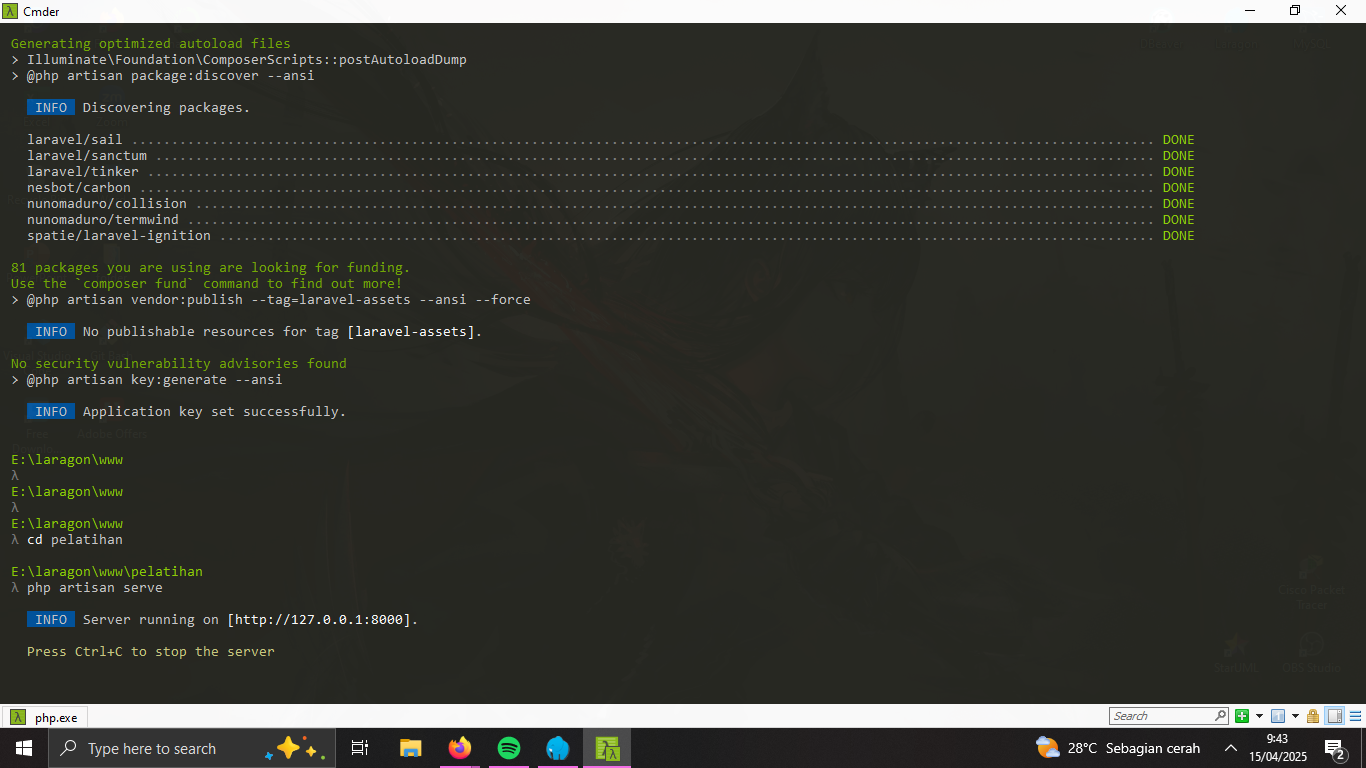 Cmder
Generating optimized autoload files
> Illuminate\Foundation\ComposerScripts::postAutoloadDump
> @php artisan package:discover --ansi
INFO Discovering packages.
laravel/sail ................................................................................................................................ DONE
laravel/sanctum ............................................................................................................................. DONE
laravel/tinker .............................................................................................................................. DONE
nesbot/carbon ............................................................................................................................... DONE
nunomaduro/collision ........................................................................................................................ DONE
nunomaduro/termwind ......................................................................................................................... DONE
spatie/laravel-ignition ..................................................................................................................... DONE
81 packages you are using are looking for funding.
Use the `composer fund` command to find out more!
> @php artisan vendor:publish --tag=laravel-assets --ansi --force
INFO No publishable resources for tag [laravel-assets].
No security vulnerability advisories found
> @php artisan key:generate --ansi
INFO Application key set successfully.
E:\laragon\www
λ
E:\laragon\www
λ
E:\laragon\www
λ cd pelatihan
E:\laragon\www\pelatihan
λ php artisan serve
INFO Server running on [http://127.0.0.1:8000].
Press Ctrl+C to stop the server
php.exe
Search
Type here to search
28°C Sebagian cerah
9:43
15/04/2025
2